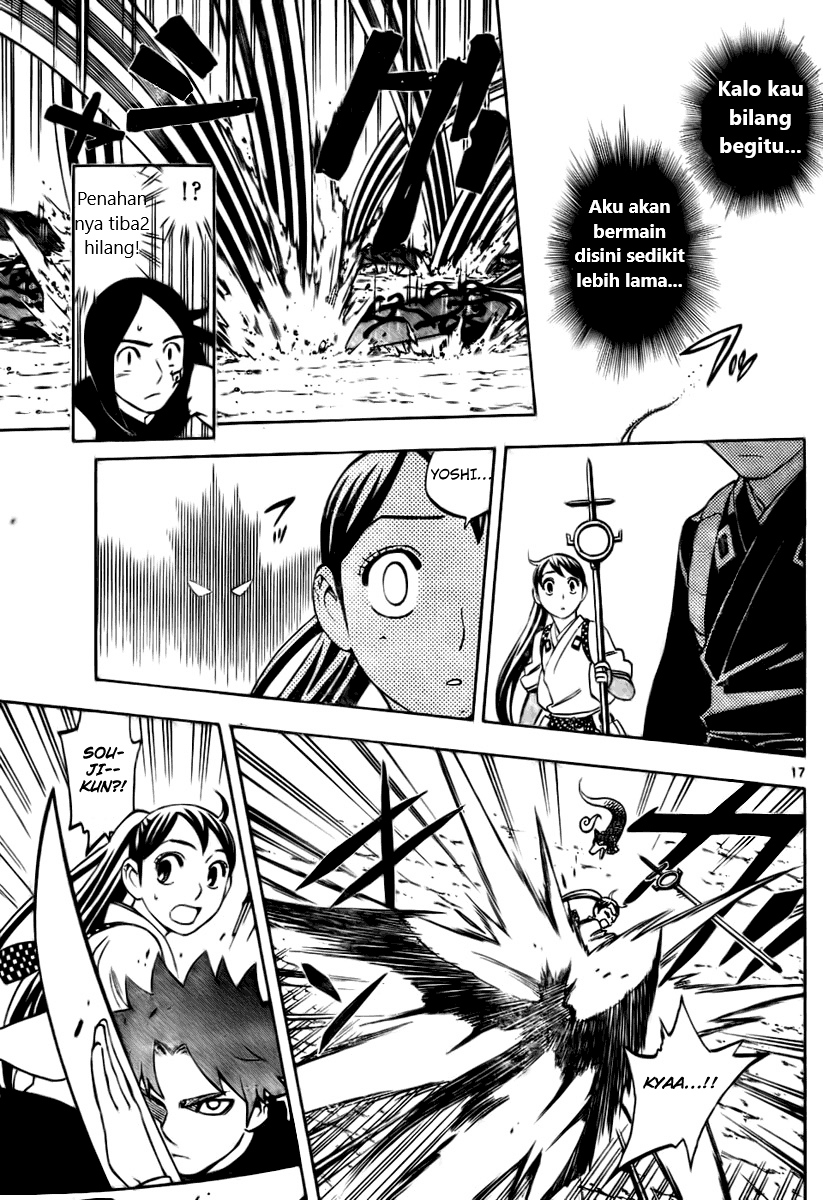 Kalo kau
bilang
begitu...
Aku akan
bermain
disini sedikit
lebih lama...
!?
Penahan
nya tiba2
hilang!
YOSHI...
17
SOU-
JI--
KUN?!
KYAA...!!